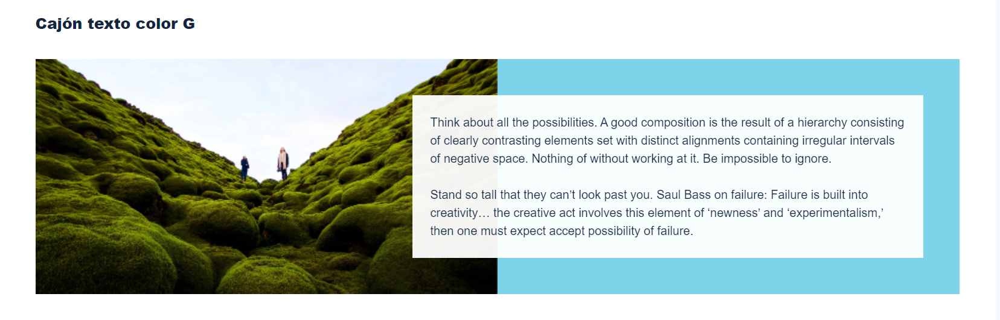 Cajón texto color G
Think about all the possibilities. A good composition is the result of a hierarchy consisting
of clearly contrasting elements set with distinct alignments containing irregular intervals
of negative space. Nothing of without working at it. Be impossible to ignore.
Stand so tall that they can’t look past you. Saul Bass on failure: Failure is built into
creativity… the creative act involves this element of ‘newness’ and ‘experimentalism,’
then one must expect accept possibility of failure.